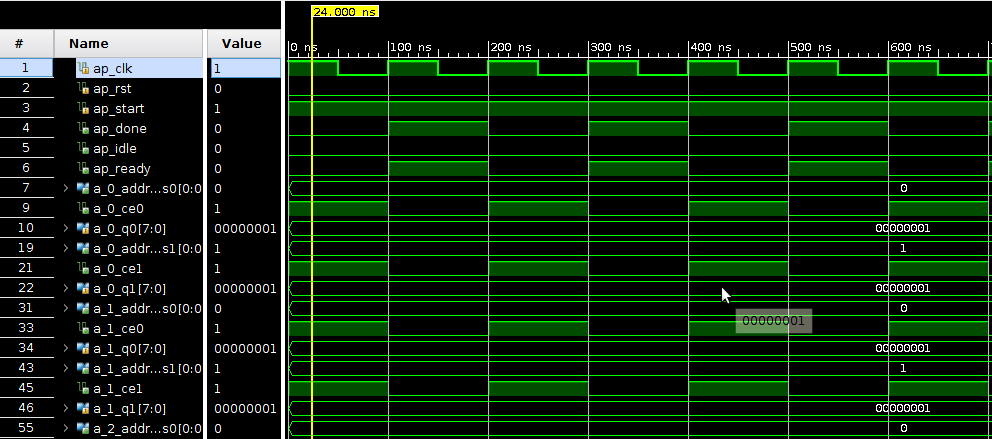 24.000 ns
# Name Value 0 ns 100 ns 200 ns 300 ns 400 ns 500 ns 600 ns
1 ap_clk 1
2 ap_rst 0
3 ap_start 1
4 ap_done 0
5 ap_idle 0
6 ap_ready 0
7 a_0_addr...s0[0:0 0 0
9 a_0_ce0 1
10 a_0_q0[7:0] 00000001 00000001
19 a_0_addr...s1[0:0 1 1
21 a_0_ce1 1
22 a_0_q1[7:0] 00000001 00000001
31 a_1_addr...s0[0:0 0 0
33 a_1_ce0 1 00000001
34 a_1_q0[7:0] 00000001 00000001
43 a_1_addr...s1[0:0 1 1
45 a_1_ce1 1
46 a_1_q1[7:0] 00000001 00000001
55 a_2_addr...s0[0:0 0 0